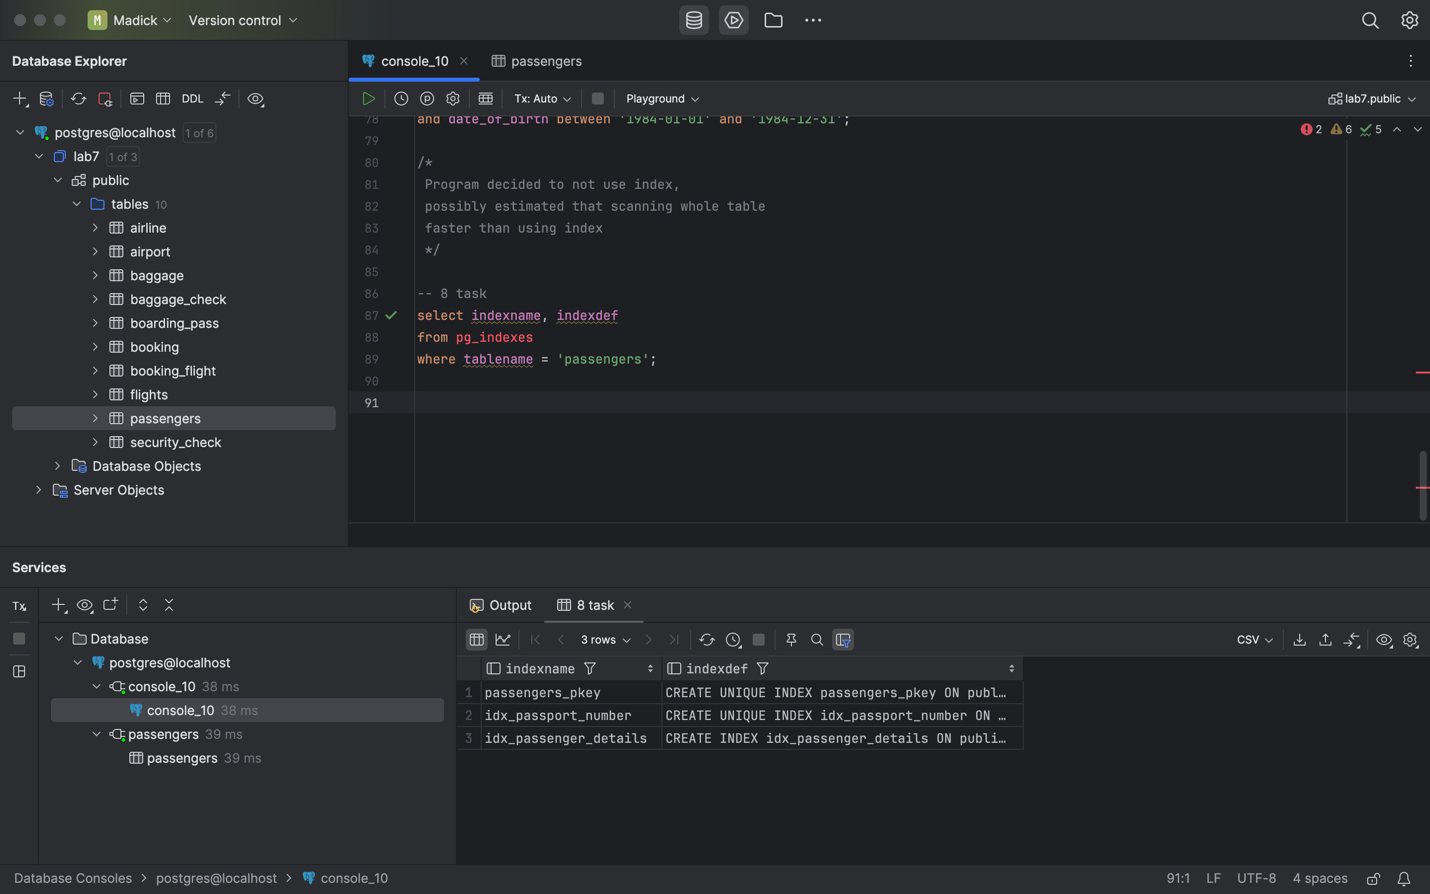 M Madick Version control
Database Explorer
console_10 passengers
DDL
Tx: Auto Playground lab7.public
postgres@localhost 1 of 6
lab7 1 of 3
public
tables 10
airline
airport
baggage
baggage_check
boarding_pass
booking
booking_flight
flights
passengers
security_check
Database Objects
Server Objects
2 6 5
78 and date_of_birth between '1984-01-01' and '1984-12-31';
79
80 /*
81 Program decided to not use index,
82 possibly estimated that scanning whole table
83 faster than using index
84 */
85
86 -- 8 task
87 select indexname, indexdef
88 from pg_indexes
89 where tablename = 'passengers';
90
91
Services
Tx
Database
postgres@localhost
console_10 38 ms
console_10 38 ms
passengers 39 ms
passengers 39 ms
Output 8 task
3 rows CSV
indexname indexdef
1 passengers_pkey CREATE UNIQUE INDEX passengers_pkey ON publ…
2 idx_passport_number CREATE UNIQUE INDEX idx_passport_number ON …
3 idx_passenger_details CREATE INDEX idx_passenger_details ON publi…
Database Consoles > postgres@localhost > console_10 91:1 LF UTF-8 4 spaces